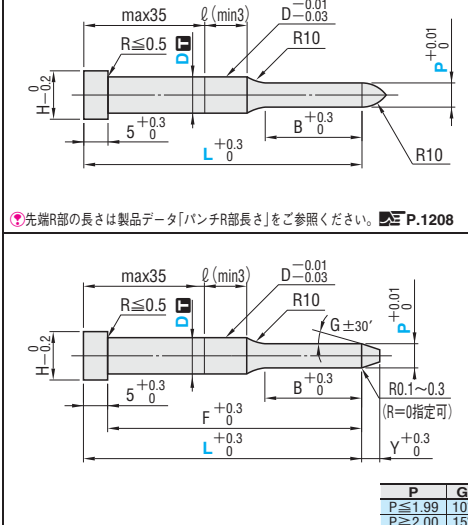 max35 ℓ(min3) D−0.01 −0.03
R≦0.5 D T R10 P+0.01 0
H 0 −0.2
5+0.3 0 B+0.3 0
L+0.3 0 R10
先端R部の長さは製品データ「パンチR部長さ」をご参照ください。 P.1208
max35 ℓ(min3) D−0.01 −0.03
R≦0.5 D T R10 G±30′ P+0.01 0
H 0 −0.2
5+0.3 0 B+0.3 0 R0.1〜0.3
F+0.3 0 (R=0指定可)
L+0.3 0 Y+0.3 0
P G
P≦1.99 10
P≧2.00 15